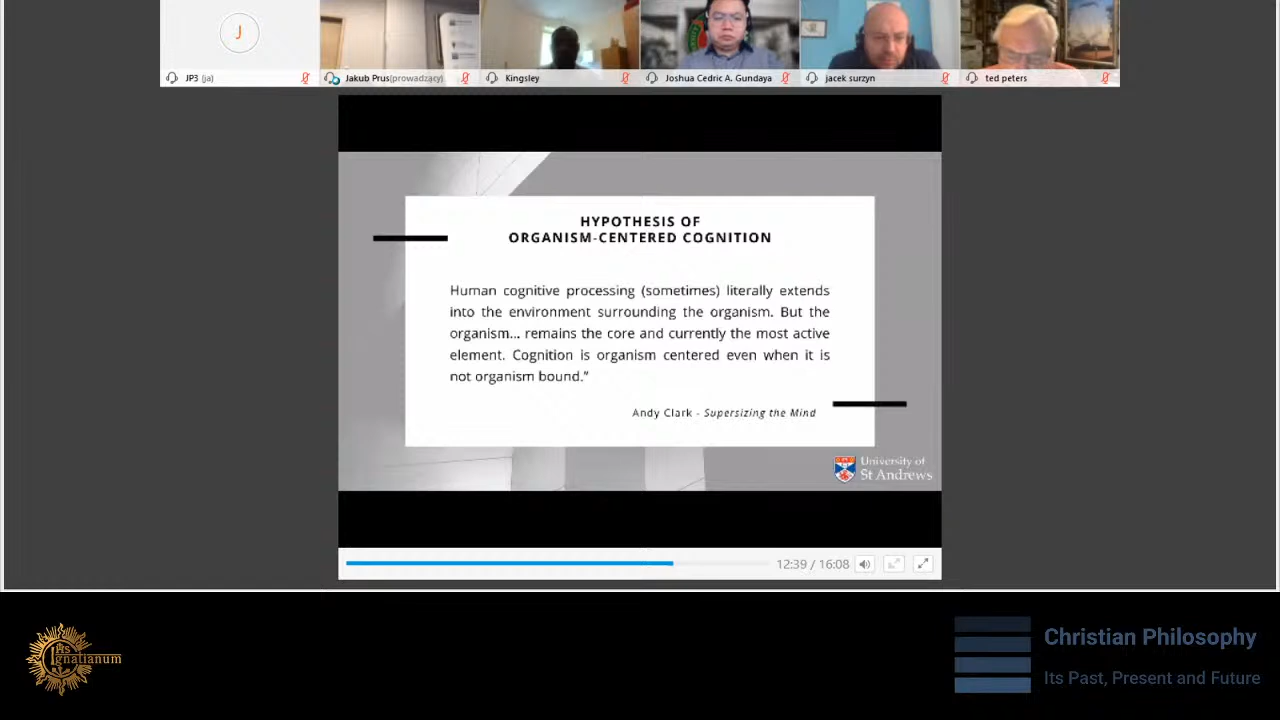 J
JP3 (ja)
Jakub Prus(prowadzący)
Kingsley
Joshua Cedric A. Gundaya
jacek surzyn
ted peters
HYPOTHESIS OF
ORGANISM-CENTERED COGNITION
Human cognitive processing (sometimes) literally extends
into the environment surrounding the organism. But the
organism... remains the core and currently the most active
element. Cognition is organism centered even when it is
not organism bound.”
Andy Clark - Supersizing the Mind
University of
St Andrews
12:39 / 16:08
Ignatianum
Christian Philosophy
Its Past, Present and Future